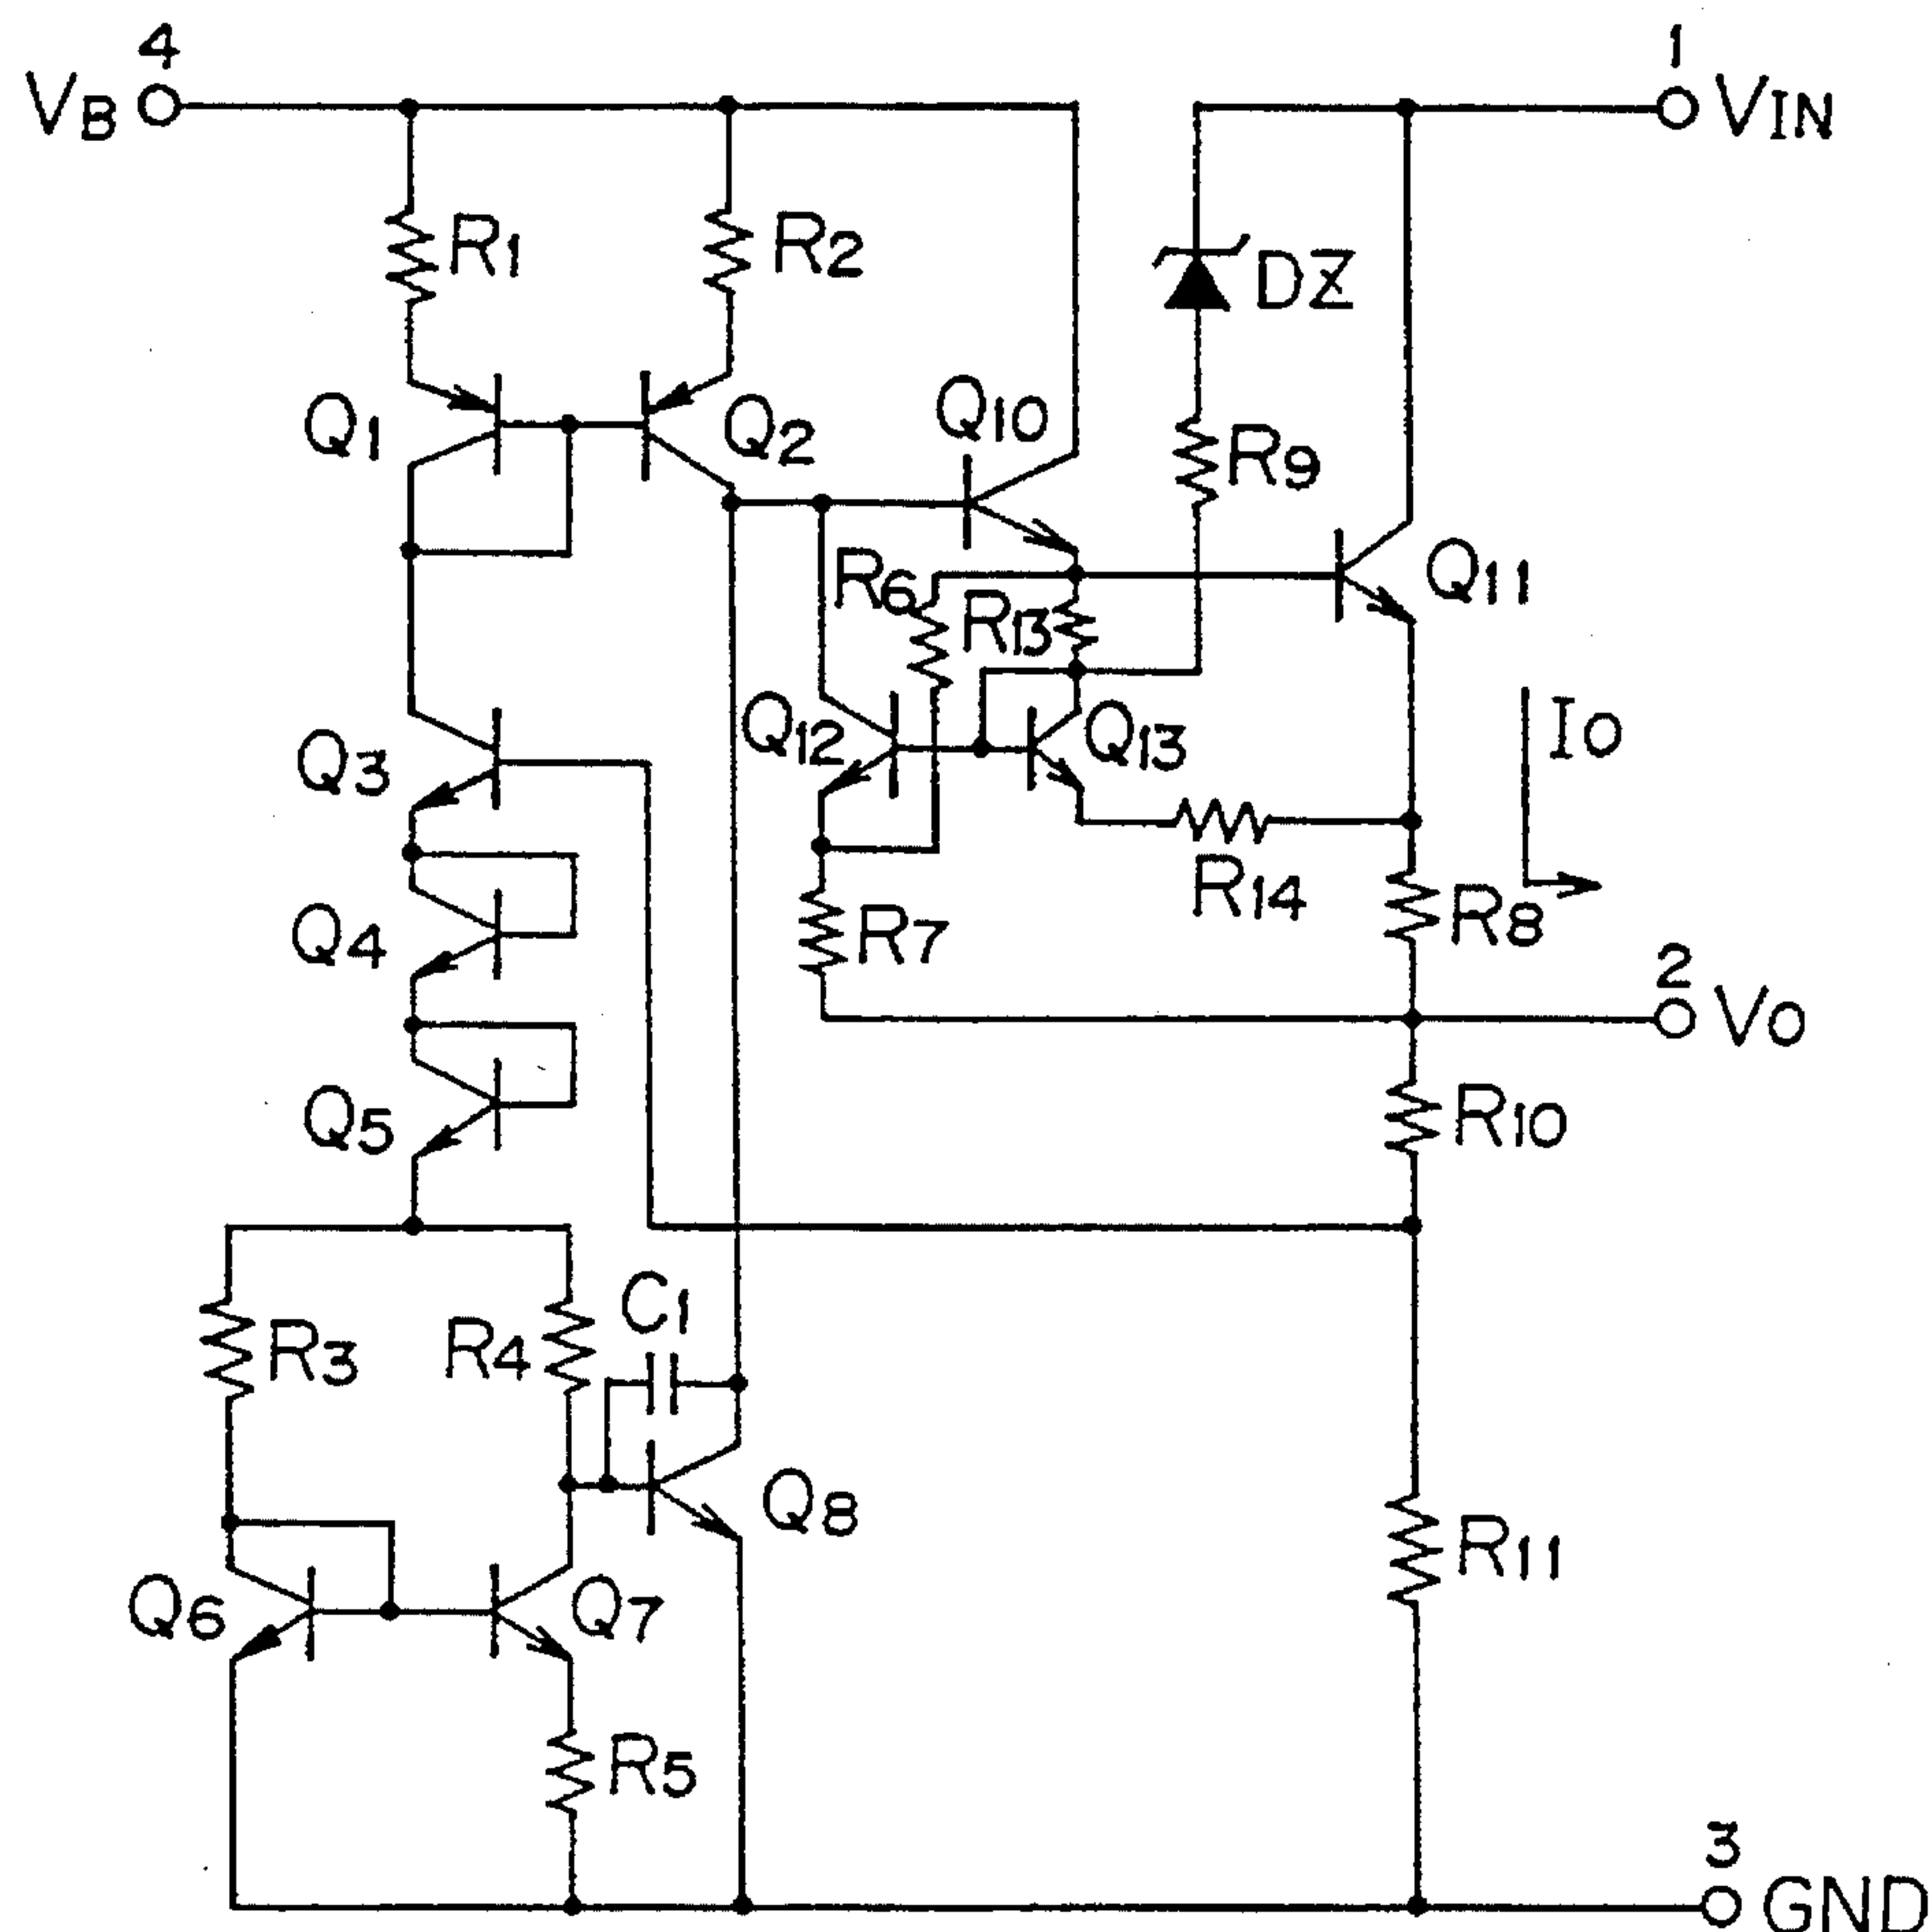 4
VB
1
VIN
R1
R2
DZ
Q1
Q2
Q10
R9
Q11
R6
R13
Q12
Q13
IO
Q3
R14
R8
Q4
R7
2
VO
Q5
R10
C1
R3
R4
Q8
R11
Q6
Q7
R5
3
GND